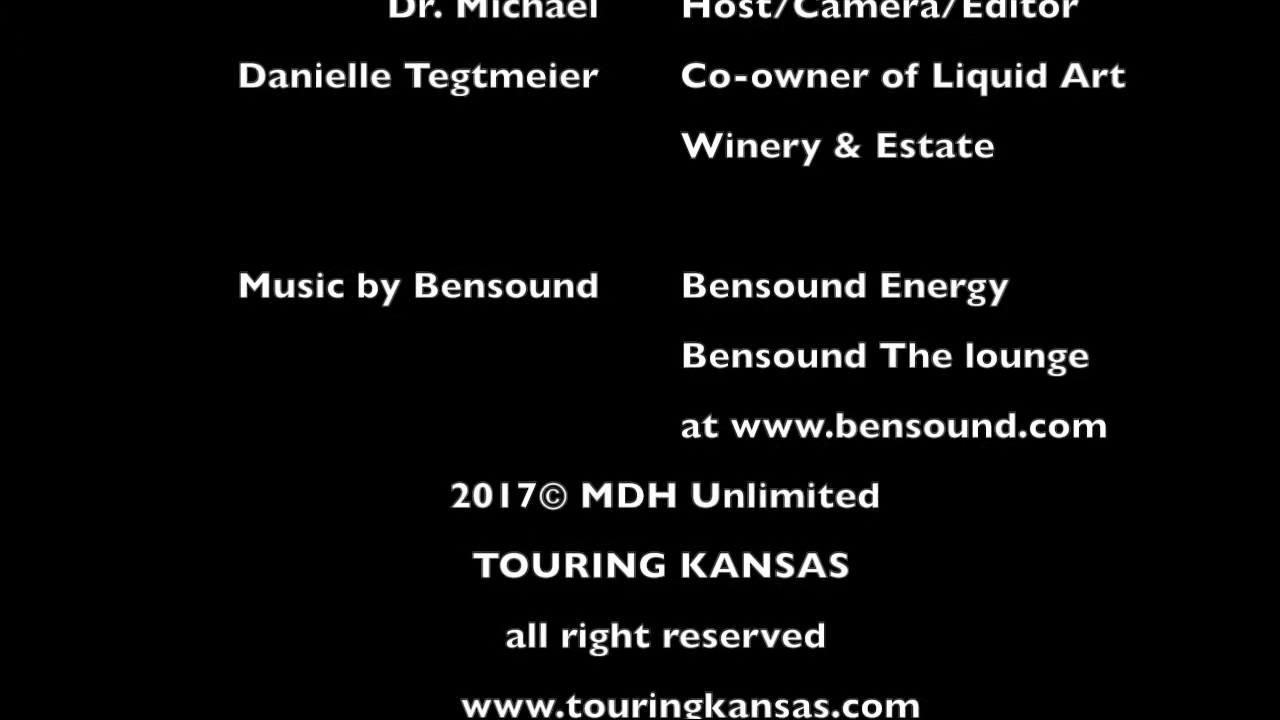 Dr. Michael Host/Camera/Editor
Danielle Tegtmeier Co-owner of Liquid Art
Winery & Estate
Music by Bensound Bensound Energy
Bensound The lounge
at www.bensound.com
2017© MDH Unlimited
TOURING KANSAS
all right reserved
www.touringkansas.com